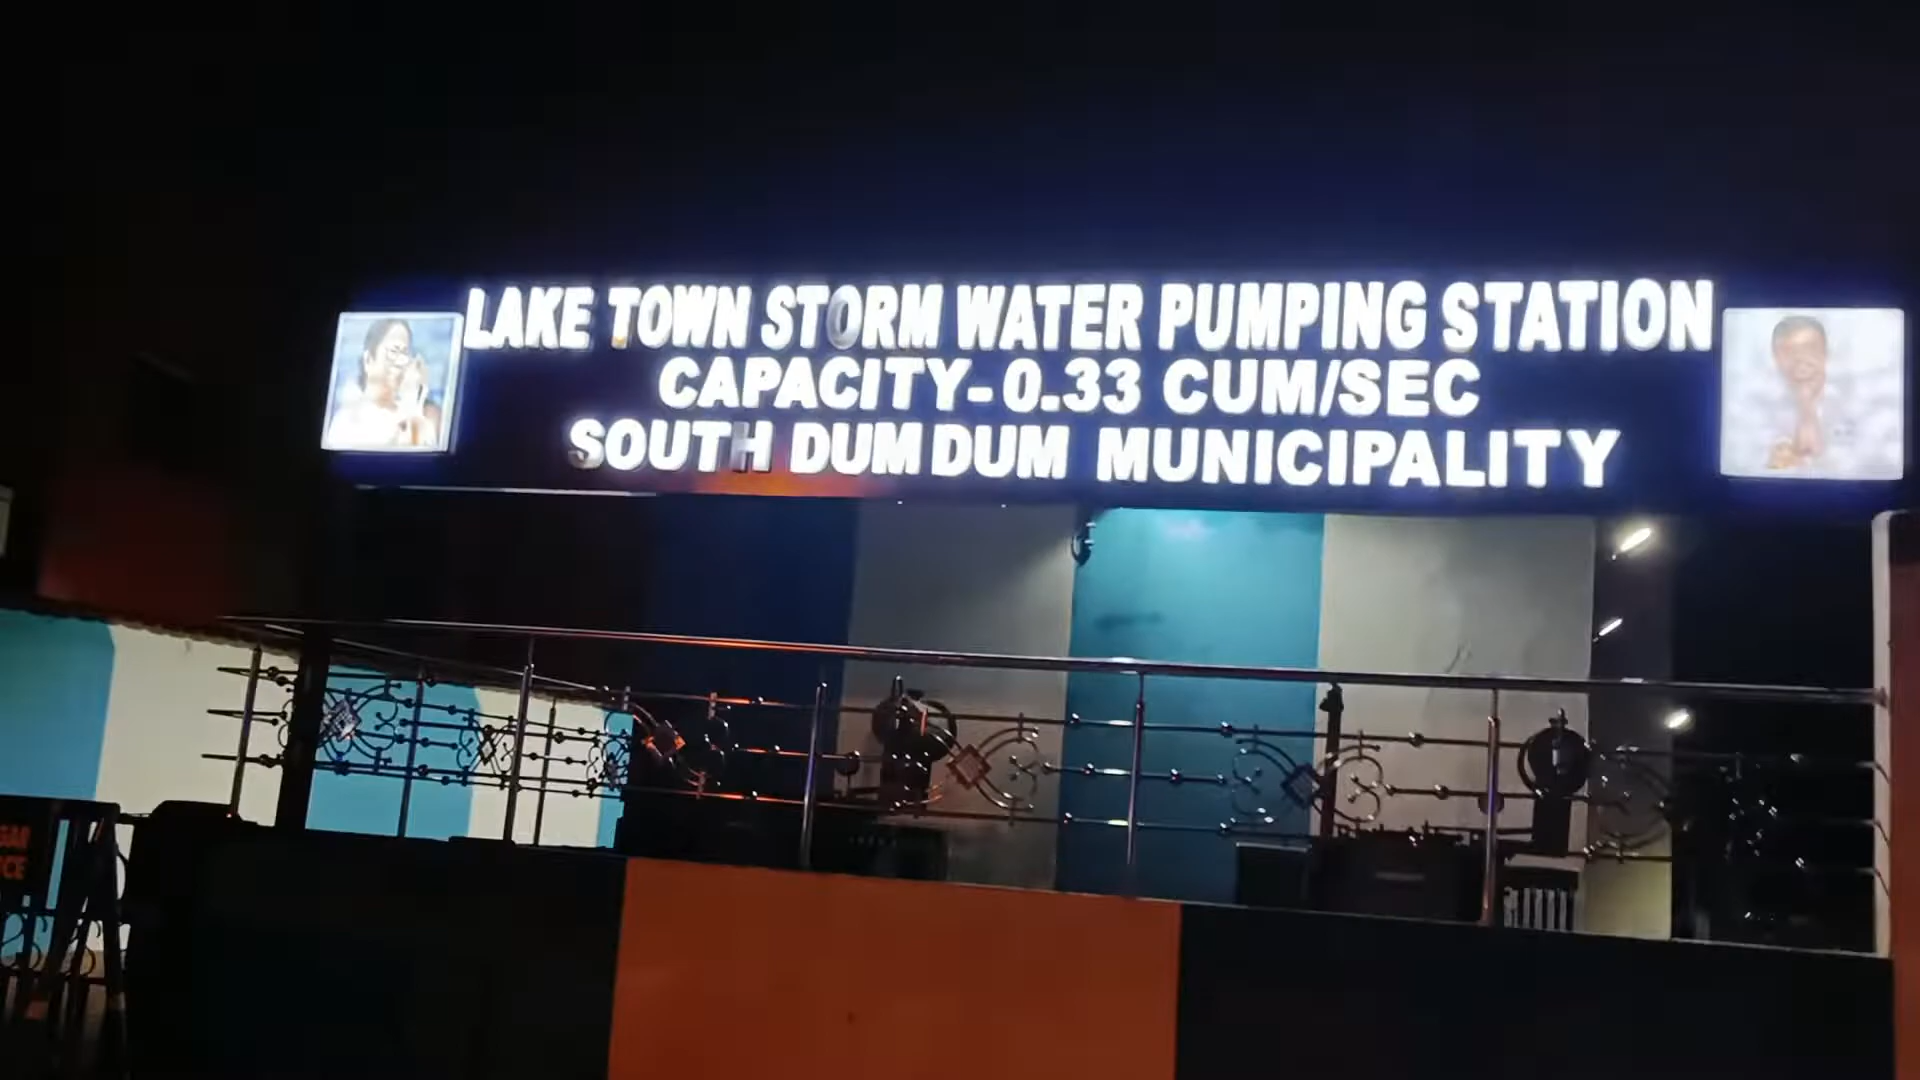 LAKE TOWN STORM WATER PUMPING STATION
CAPACITY-0.33 CUM/SEC
SOUTH DUM DUM MUNICIPALITY